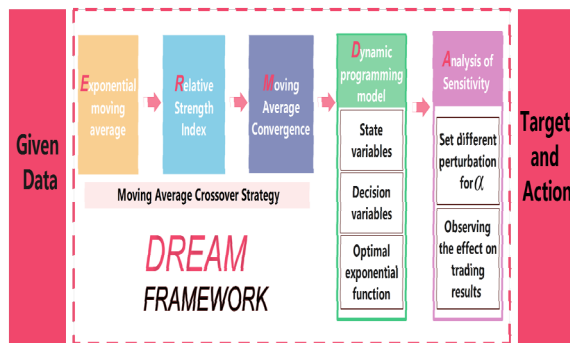 Given
Data
Exponential
moving
average
Relative
Strength
Index
Moving
Average
Convergence
Moving Average Crossover Strategy
DREAM
FRAMEWORK
Dynamic
programming
model
State
variables
Decision
variables
Optimal
exponential
function
Analysis of
Sensitivity
Set different
perturbation
for α
Observing
the effect on
trading
results
Target
and
Action